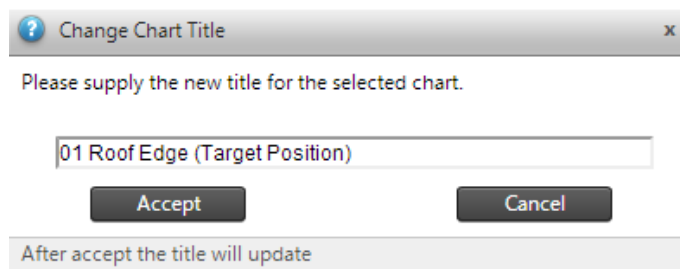 Change Chart Title
x
Please supply the new title for the selected chart.
01 Roof Edge (Target Position)
Accept
Cancel
After accept the title will update